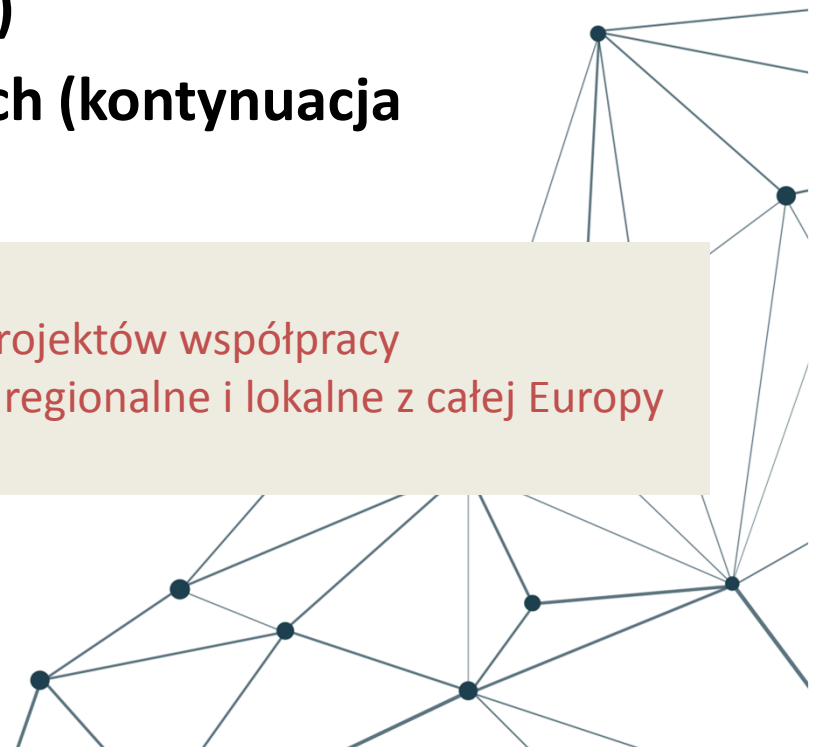 )
ch (kontynuacja
rojektów współpracy
regionalne i lokalne z całej Europy